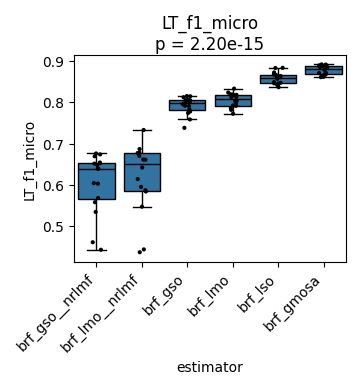 LT_f1_micro
p = 2.20e-15
LT_f1_micro
0.9
0.8
0.7
0.6
0.5
brf_gso__nrlmf
brf_lmo__nrlmf
brf_gso
brf_lmo
brf_lso
brf_gmosa
estimator